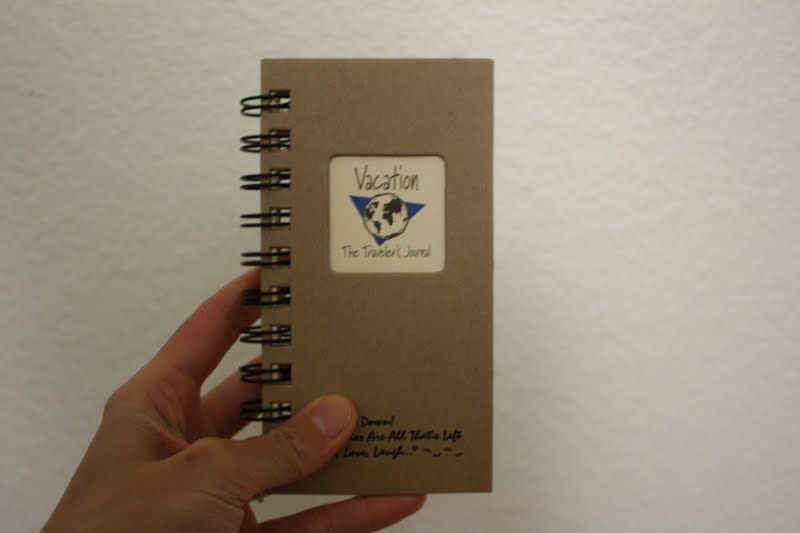 Vacation
The Traveler's Journal
Down!
Are All That's Left
Love, Laugh...